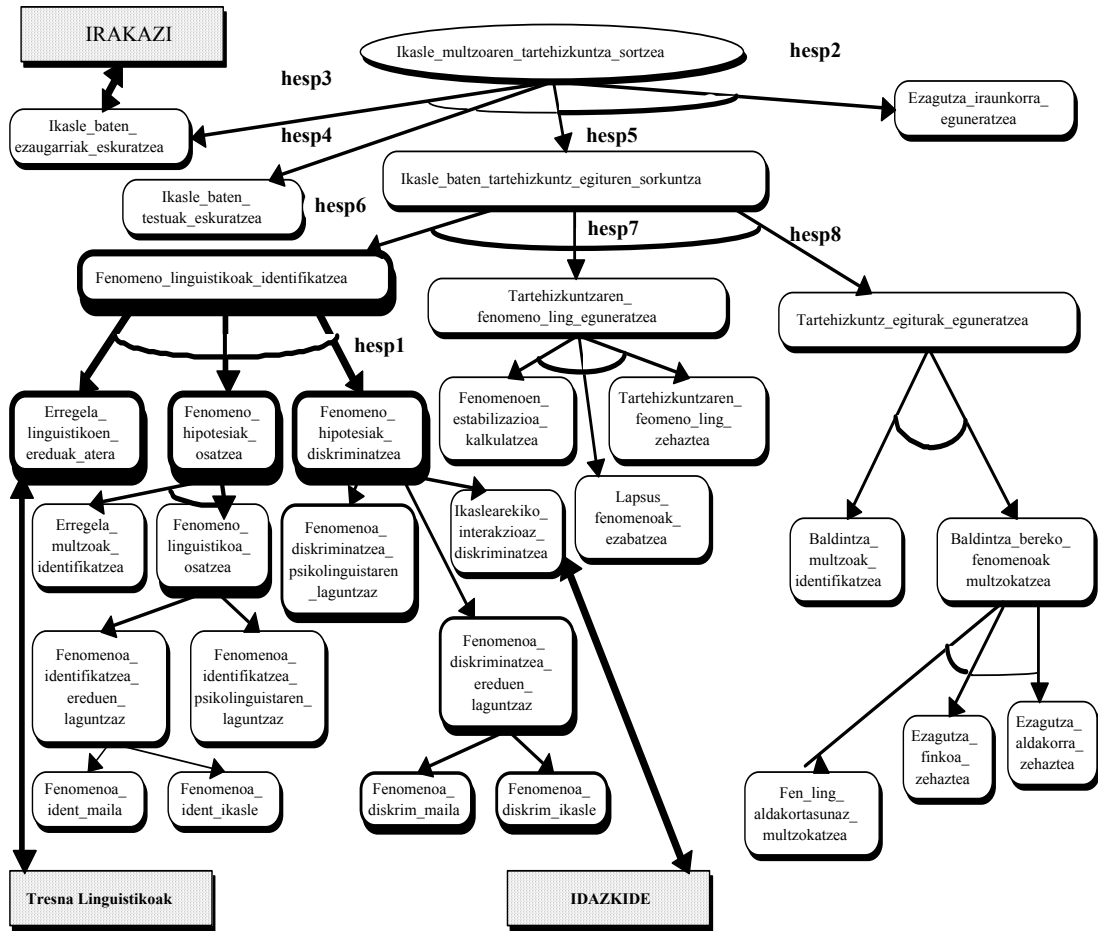 IRAKAZI
Ikasle_multzoaren_tartehizkuntza_sortzea
hesp2
hesp3
Ezagutza_iraunkorra_
eguneratzea
Ikasle_baten_
ezaugarriak_eskuratzea
hesp4
hesp5
Ikasle_baten_tartehizkuntz_egituren_sorkuntza
Ikasle_baten_
testuak_eskuratzea
hesp6
hesp7
hesp8
Fenomeno_linguistikoak_identifikatzea
Tartehizkuntzaren_
fenomeno_ling_eguneratzea
Tartehizkuntz_egiturak_eguneratzea
hesp1
Erregela_
linguistikoen_
ereduak_atera
Fenomeno_
hipotesiak_
osatzea
Fenomeno_
hipotesiak_
diskriminatzea
Fenomenoen_
estabilizazioa_
kalkulatzea
Tartehizkuntzaren_
feomeno_ling_
zehaztea
Erregela_
multzoak_
identifikatzea
Fenomeno_
linguistikoa_
osatzea
Fenomenoa_
diskriminatzea_
psikolinguistaren
_laguntzaz
Ikaslearekiko_
interakzioaz_
diskriminatzea
Lapsus_
fenomenoak_
ezabatzea
Baldintza_
multzoak_
identifikatzea
Baldintza_bereko_
fenomenoak
multzokatzea
Fenomenoa_
identifikatzea_
ereduen_
laguntzaz
Fenomenoa_
identifikatzea_
psikolinguistaren_
laguntzaz
Fenomenoa_
diskriminatzea_
ereduen_
laguntzaz
Ezagutza_
finkoa_
zehaztea
Ezagutza_
aldakorra_
zehaztea
Fenomenoa_
ident_maila
Fenomenoa_
ident_ikasle
Fenomenoa_
diskrim_maila
Fenomenoa_
diskrim_ikasle
Fen_ling_
aldakortasunaz_
multzokatzea
Tresna Linguistikoak
IDAZKIDE